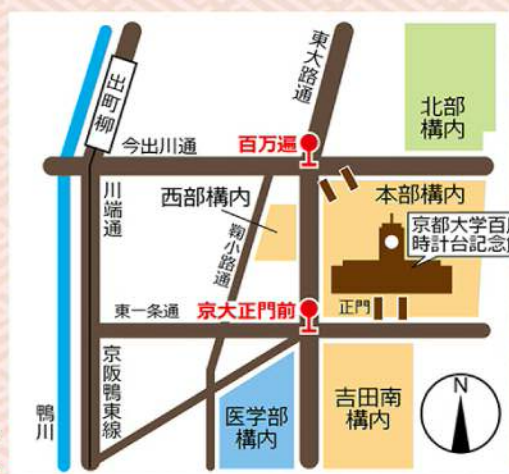 出町柳
東大路通
北部
構内
今出川通
百万遍
川端通
西部構内
本部構内
鞠小路通
京都大学百周
時計台記念館
東一条通
京大正門前
正門
京阪鴨東線
鴨川
医学部
構内
吉田南
構内
N